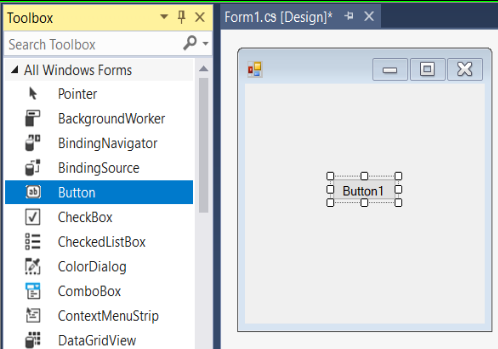 Toolbox
Search Toolbox
All Windows Forms
Pointer
BackgroundWorker
BindingNavigator
BindingSource
ab Button
CheckBox
CheckedListBox
ColorDialog
ComboBox
ContextMenuStrip
DataGridView
Form1.cs [Design]*
Button1